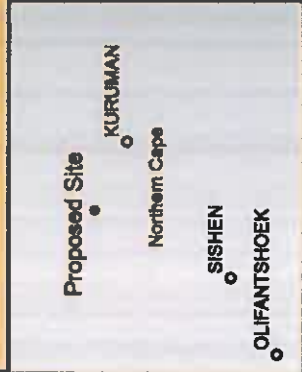 Proposed Site
KURUMAN
Northern Cape
SISHEN
OLIFANTSHOEK